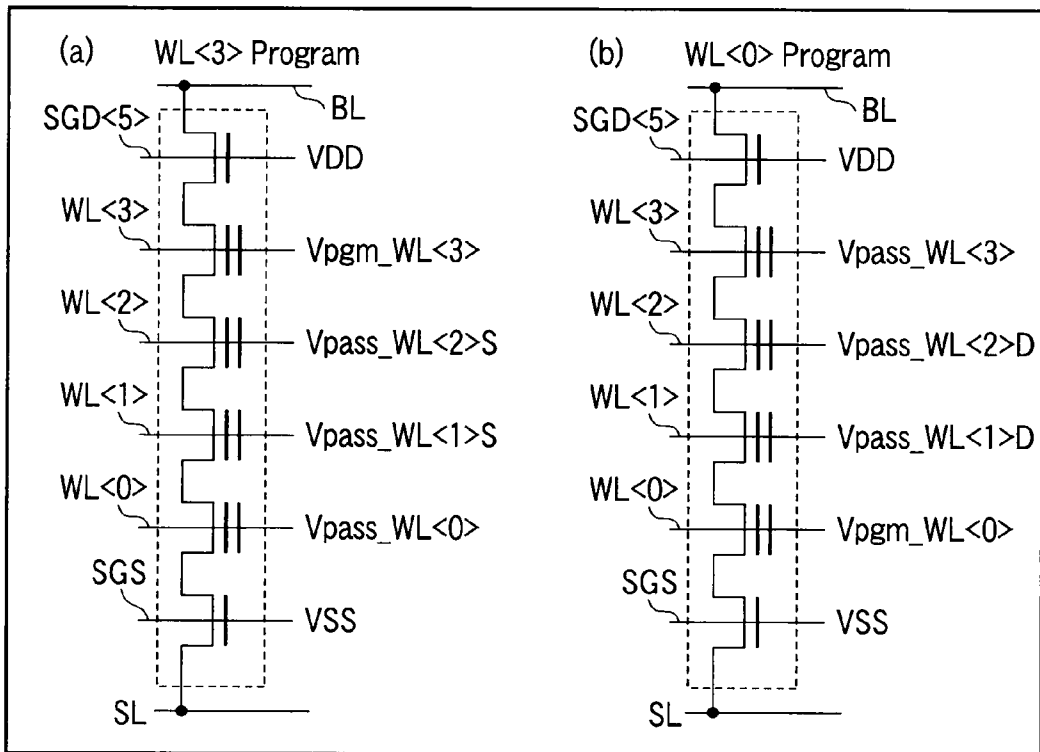 (a) WL<3> Program
BL
SGD<5>
VDD
WL<3>
Vpgm_WL<3>
WL<2>
Vpass_WL<2>S
WL<1>
Vpass_WL<1>S
WL<0>
Vpass_WL<0>
SGS
VSS
SL
(b) WL<0> Program
BL
SGD<5>
VDD
WL<3>
Vpass_WL<3>
WL<2>
Vpass_WL<2>D
WL<1>
Vpass_WL<1>D
WL<0>
Vpgm_WL<0>
SGS
VSS
SL